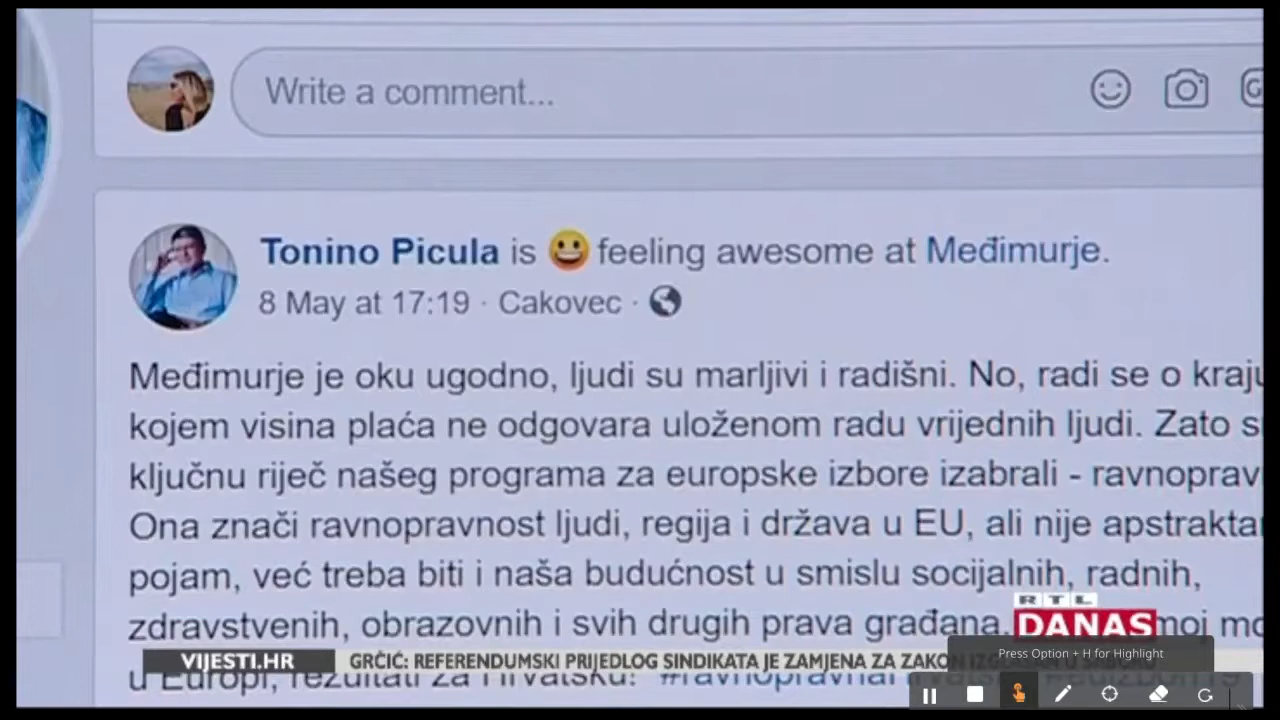 Write a comment...
Tonino Picula is feeling awesome at Međimurje.
8 May at 17:19 · Cakovec ·
Međimurje je oku ugodno, ljudi su marljivi i radišni. No, radi se o kraju
kojem visina plaća ne odgovara uloženom radu vrijednih ljudi. Zato
ključnu riječ našeg programa za europske izbore izabrali - ravnoprav
Ona znači ravnopravnost ljudi, regija i država u EU, ali nije apstrakta
pojam, već treba biti i naša budućnost u smislu socijalnih, radnih,
zdravstvenih, obrazovnih i svih drugih prava građana. moj
RTL
DANAS
VIJESTI.HR GRČIĆ: REFERENDUMSKI PRIJEDLOG SINDIKATA JE ZAMJENA ZA ZAKON
u Europi, rezultati za Hrvatsku!
Press Option + H for Highlight